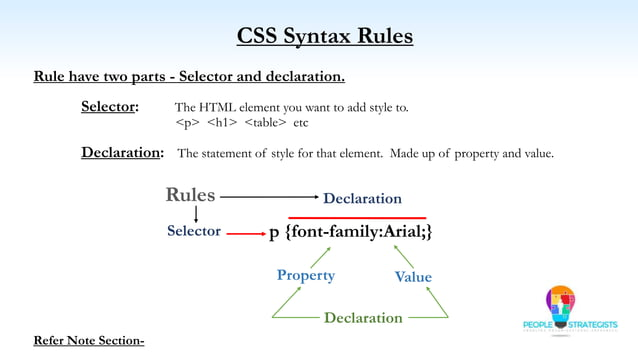 CSS Syntax Rules
Rule have two parts - Selector and declaration.
Selector: The HTML element you want to add style to.
<p> <h1> <table> etc
Declaration: The statement of style for that element. Made up of property and value.
Rules
Declaration
Selector
p {font-family:Arial;}
Property
Value
Declaration
PEOPLE STRATEGISTS
Refer Note Section-